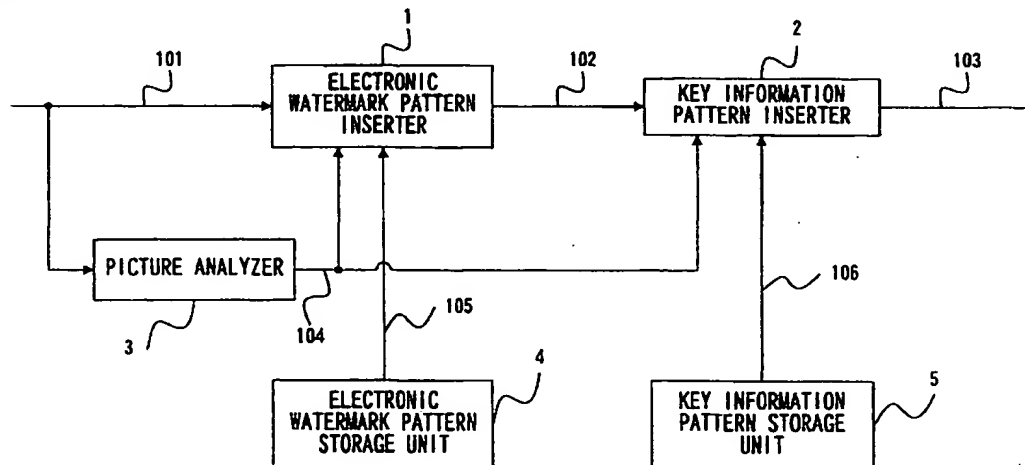 1
2
101
102
103
ELECTRONIC
WATERMARK PATTERN
INSERTER
KEY INFORMATION
PATTERN INSERTER
PICTURE ANALYZER
104
105
106
3
4
5
ELECTRONIC
WATERMARK PATTERN
STORAGE UNIT
KEY INFORMATION
PATTERN STORAGE
UNIT